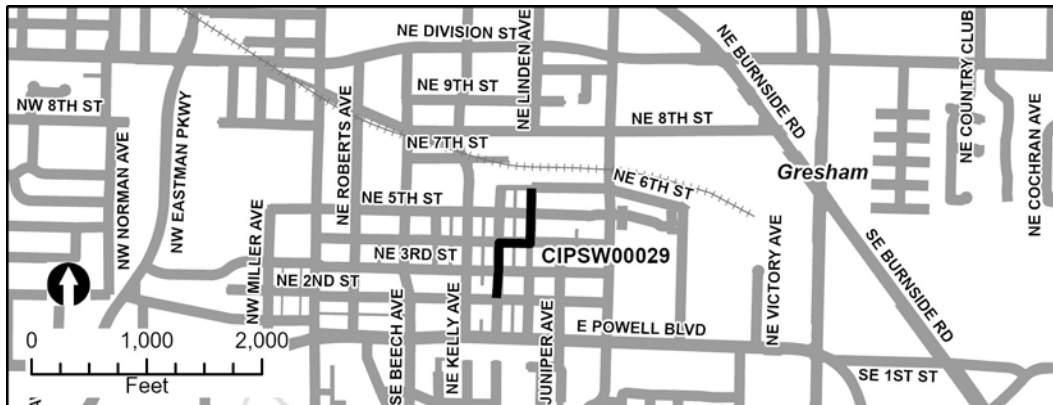 NE DIVISION ST
NE COUNTRY CLUB
NE BURNSIDE RD
NE LINDEN AVE
NE 9TH ST
NW 8TH ST
NE 8TH ST
NE ROBERTS AVE
NW EASTMAN PKWY
NW NORMAN AVE
NE 7TH ST
NE COCHRAN AVE
Gresham
NE 6TH ST
NE 5TH ST
NW MILLER AVE
NE 3RD ST
CIPSW00029
NE VICTORY AVE
SE BURNSIDE RD
NE 2ND ST
SE BEECH AVE
NE KELLY AVE
JUNIPER AVE
E POWELL BLVD
SE 1ST ST
0 1,000 2,000
Feet